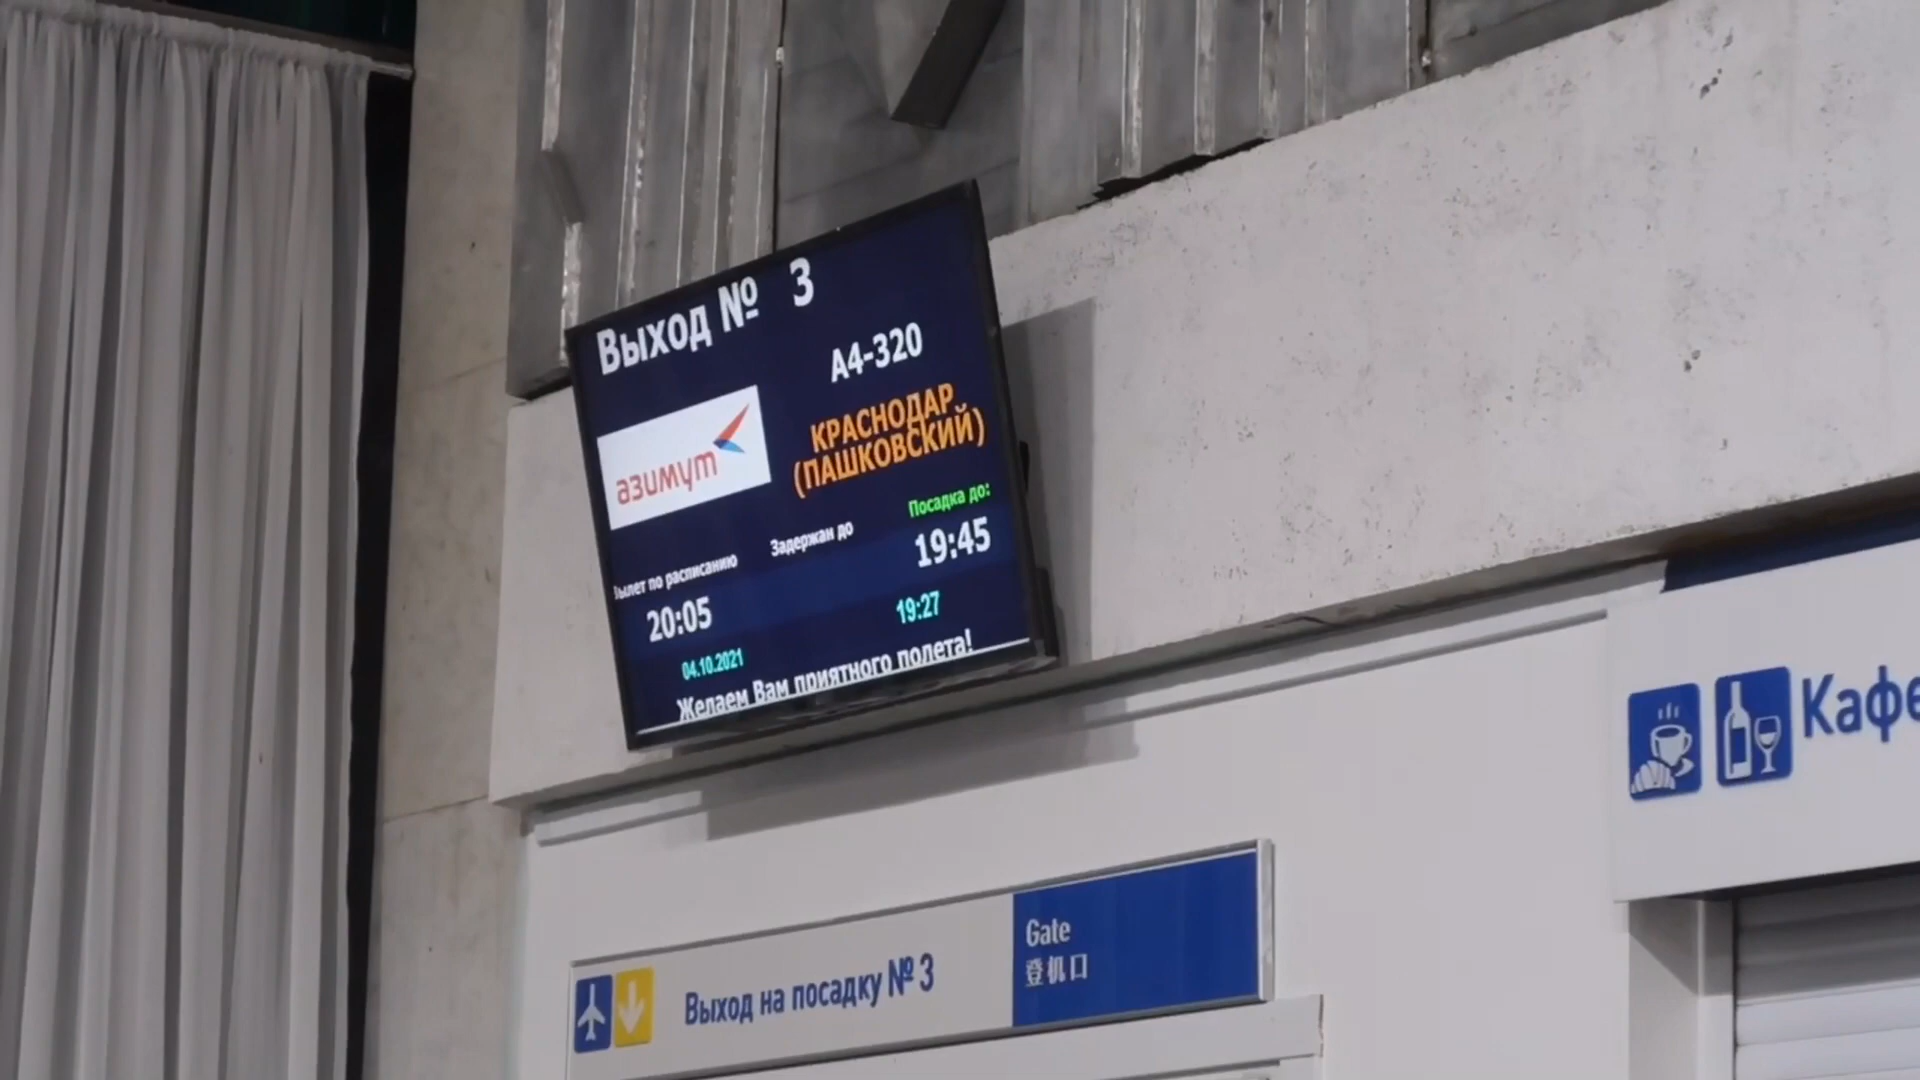 Выход № 3
А4-320
азимут
КРАСНОДАР
(ПАШКОВСКИЙ)
Посадка до:
Задержан до
19:45
Вылет по расписанию
20:05
19:27
04.10.2021
Желаем Вам приятного полета!
Кафе
Gate
登机口
Выход на посадку № 3